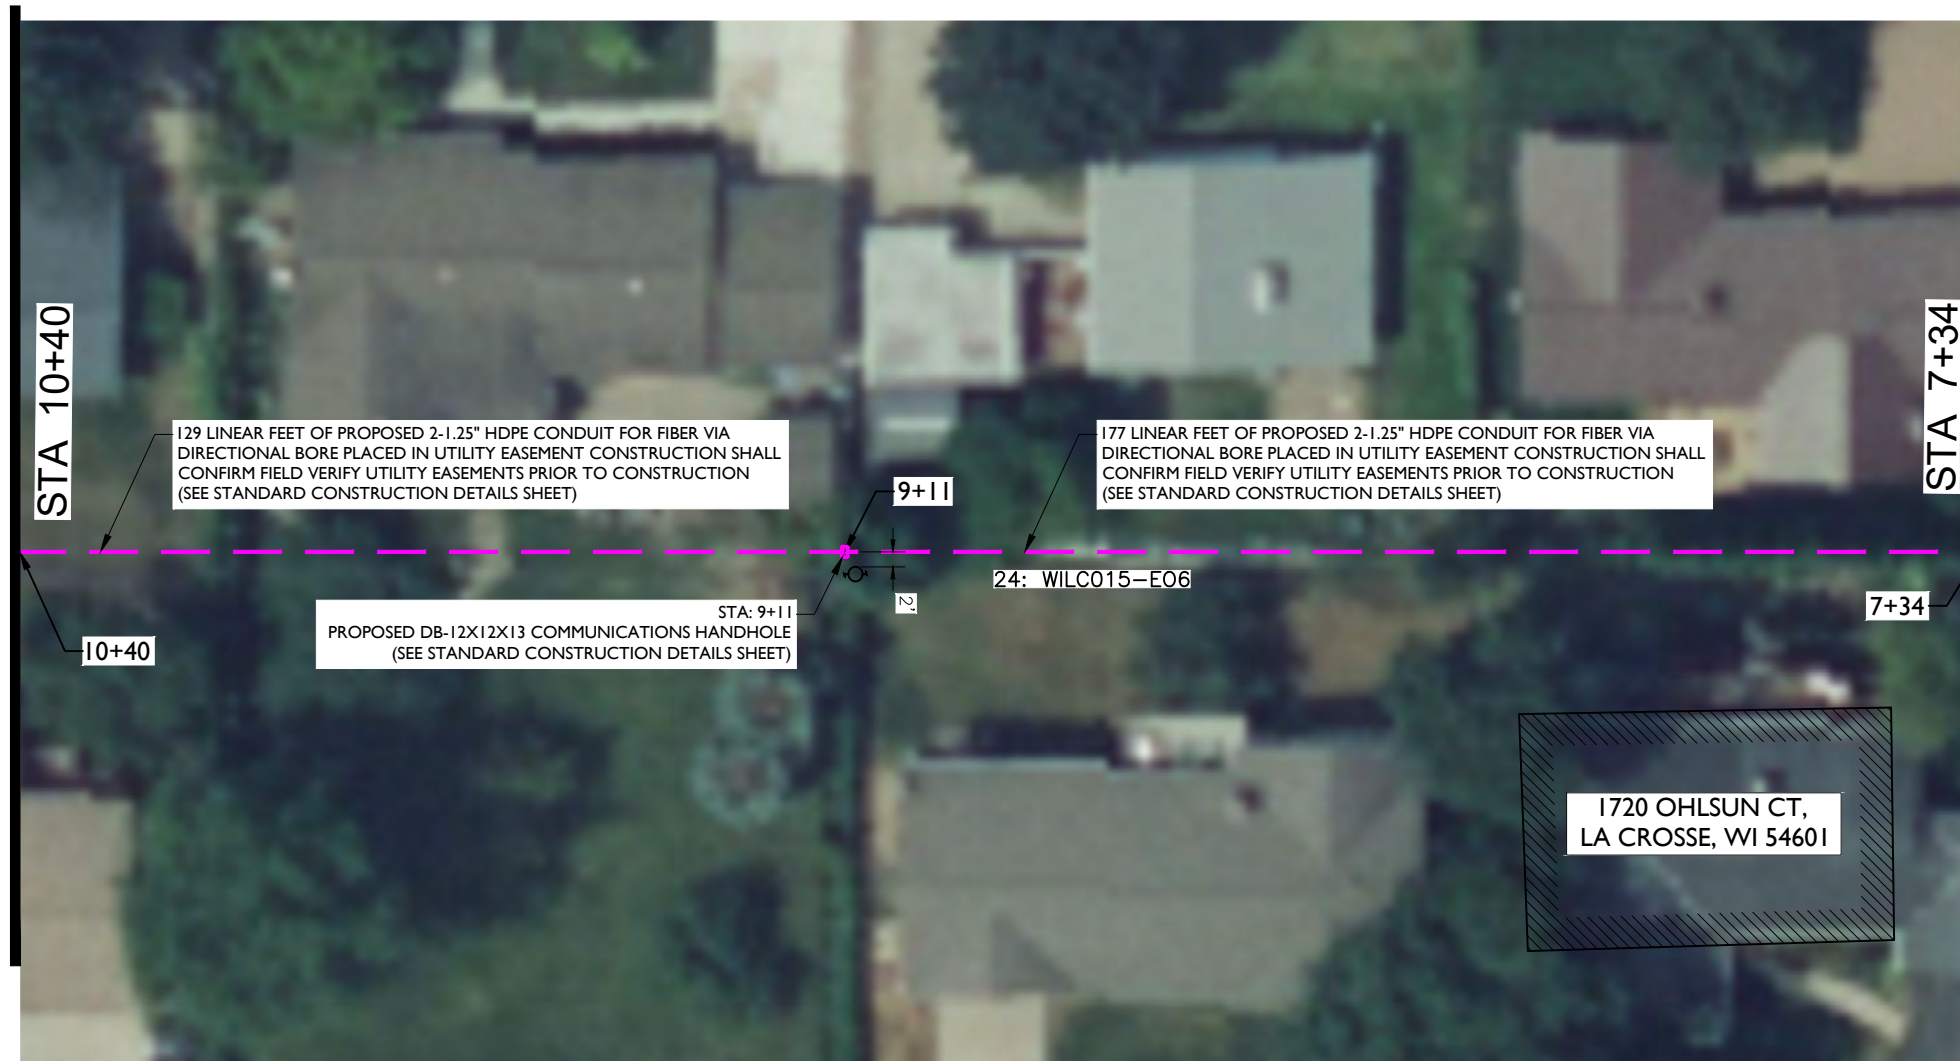 STA 10+40
STA 7+34
129 LINEAR FEET OF PROPOSED 2-1.25" HDPE CONDUIT FOR FIBER VIA
DIRECTIONAL BORE PLACED IN UTILITY EASEMENT CONSTRUCTION SHALL
CONFIRM FIELD VERIFY UTILITY EASEMENTS PRIOR TO CONSTRUCTION
(SEE STANDARD CONSTRUCTION DETAILS SHEET)
177 LINEAR FEET OF PROPOSED 2-1.25" HDPE CONDUIT FOR FIBER VIA
DIRECTIONAL BORE PLACED IN UTILITY EASEMENT CONSTRUCTION SHALL
CONFIRM FIELD VERIFY UTILITY EASEMENTS PRIOR TO CONSTRUCTION
(SEE STANDARD CONSTRUCTION DETAILS SHEET)
9+11
24: WILC015-E06
2'
STA: 9+11
PROPOSED DB-12X12X13 COMMUNICATIONS HANDHOLE
(SEE STANDARD CONSTRUCTION DETAILS SHEET)
7+34
10+40
1720 OHLSUN CT,
LA CROSSE, WI 54601